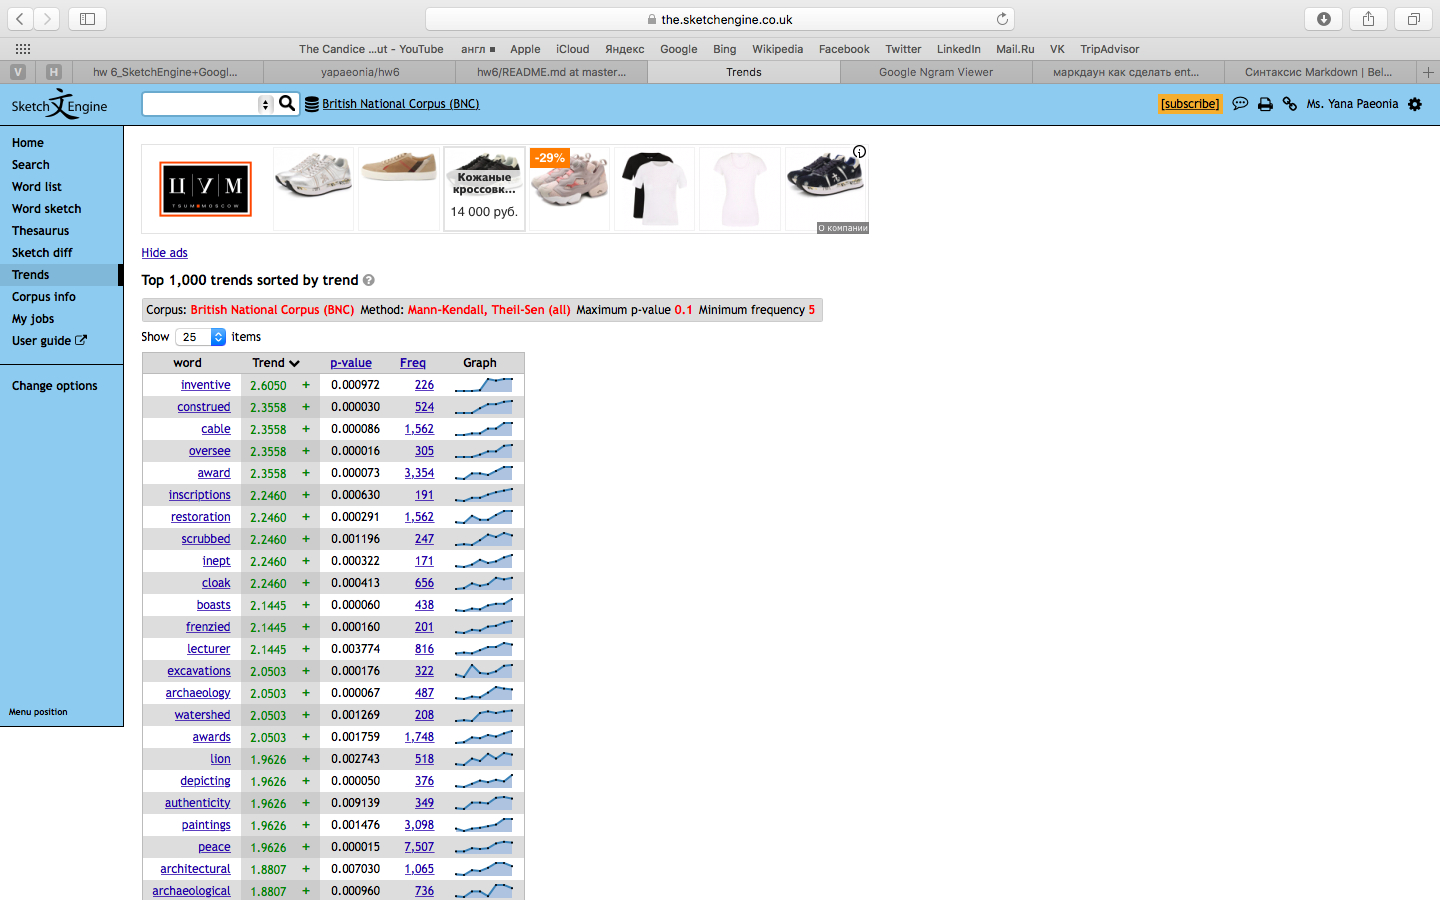 the.sketchengine.co.uk
The Candice ...ut - YouTube англ Apple iCloud Яндекс Google Bing Wikipedia Facebook Twitter LinkedIn Mail.Ru VK TripAdvisor
V H hw 6_SketchEngine+Googl... yapaeonia/hw6 hw6/README.md at master... Trends Google Ngram Viewer маркдаун как сделать ent... Синтаксис Markdown | Bel...
Sketch Engine British National Corpus (BNC) [subscribe] Ms. Yana Paeonia
Home
Search
Word list
Word sketch
Thesaurus
Sketch diff
Trends
Corpus info
My jobs
User guide
Change options
Menu position
Ц У М
TSUM MOSCOW
Кожаные
кроссовк...
14 000 руб.
-29%
О компании
Hide ads
Top 1,000 trends sorted by trend ?
Corpus: British National Corpus (BNC) Method: Mann-Kendall, Theil-Sen (all) Maximum p-value 0.1 Minimum frequency 5
Show 25 items
word Trend p-value Freq Graph
inventive 2.6050 + 0.000972 226
construed 2.3558 + 0.000030 524
cable 2.3558 + 0.000086 1,562
oversee 2.3558 + 0.000016 305
award 2.3558 + 0.000073 3,354
inscriptions 2.2460 + 0.000630 191
restoration 2.2460 + 0.000291 1,562
scrubbed 2.2460 + 0.001196 247
inept 2.2460 + 0.000322 171
cloak 2.2460 + 0.000413 656
boasts 2.1445 + 0.000060 438
frenzied 2.1445 + 0.000160 201
lecturer 2.1445 + 0.003774 816
excavations 2.0503 + 0.000176 322
archaeology 2.0503 + 0.000067 487
watershed 2.0503 + 0.001269 208
awards 2.0503 + 0.001759 1,748
lion 1.9626 + 0.002743 518
depicting 1.9626 + 0.000050 376
authenticity 1.9626 + 0.009139 349
paintings 1.9626 + 0.001476 3,098
peace 1.9626 + 0.000015 7,507
architectural 1.8807 + 0.007030 1,065
archaeological 1.8807 + 0.000960 736